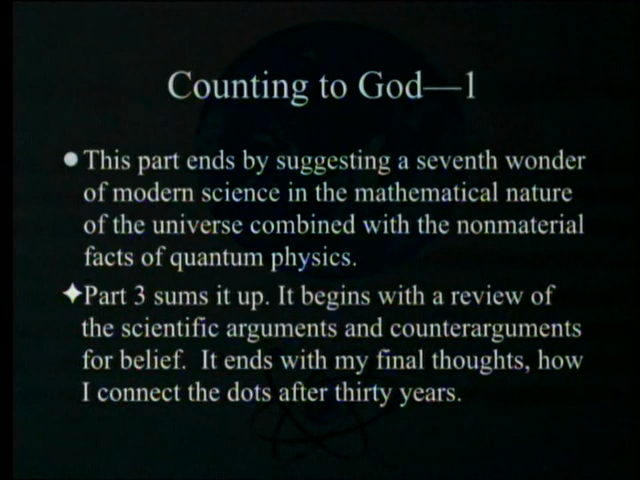 Counting to God—1
This part ends by suggesting a seventh wonder
of modern science in the mathematical nature
of the universe combined with the nonmaterial
facts of quantum physics.
Part 3 sums it up. It begins with a review of
the scientific arguments and counterarguments
for belief. It ends with my final thoughts, how
I connect the dots after thirty years.